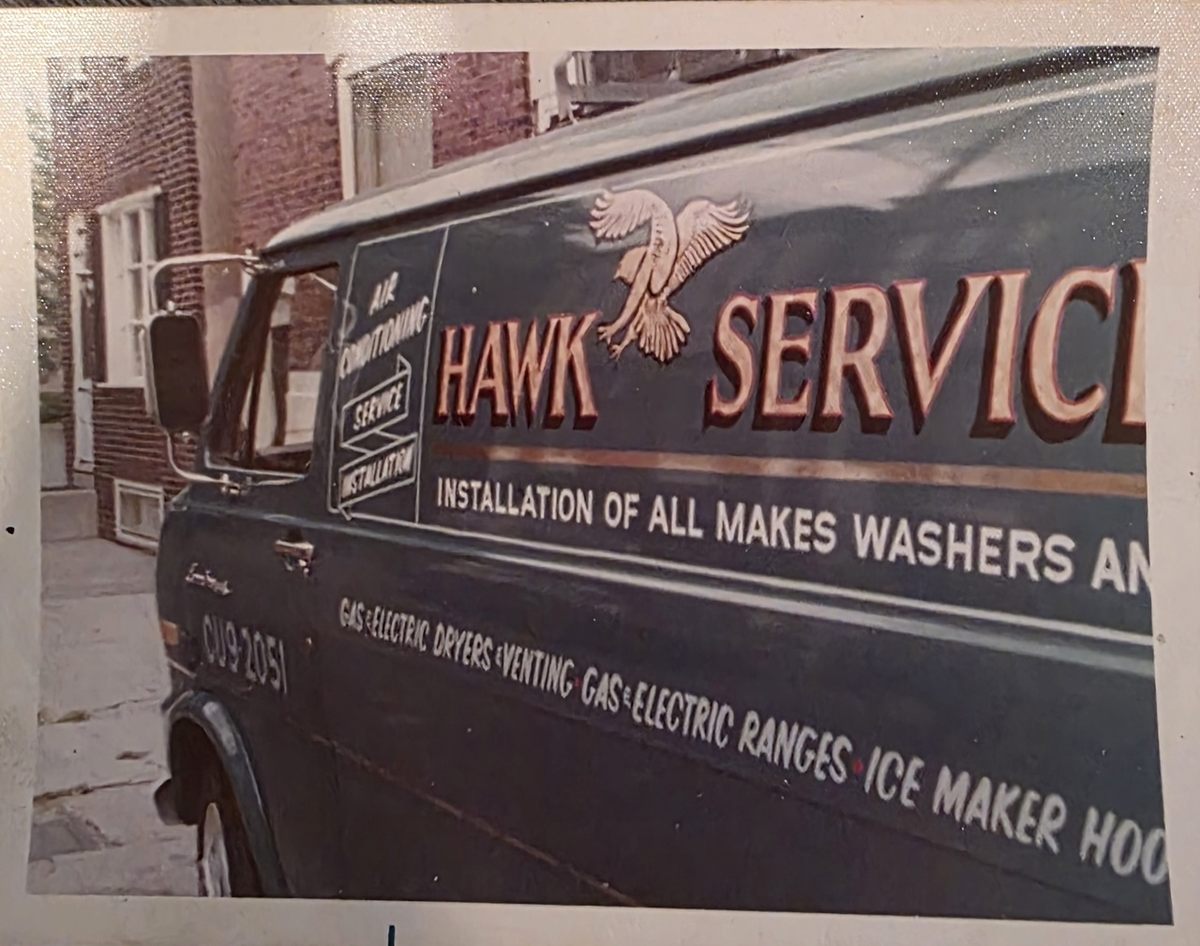 AIR
CONDITIONING
SERVICE
INSTALLATION
HAWK SERVIC
INSTALLATION OF ALL MAKES WASHERS AN
CU9-2051
GAS & ELECTRIC DRYERS & VENTING · GAS & ELECTRIC RANGES · ICE MAKER HOO